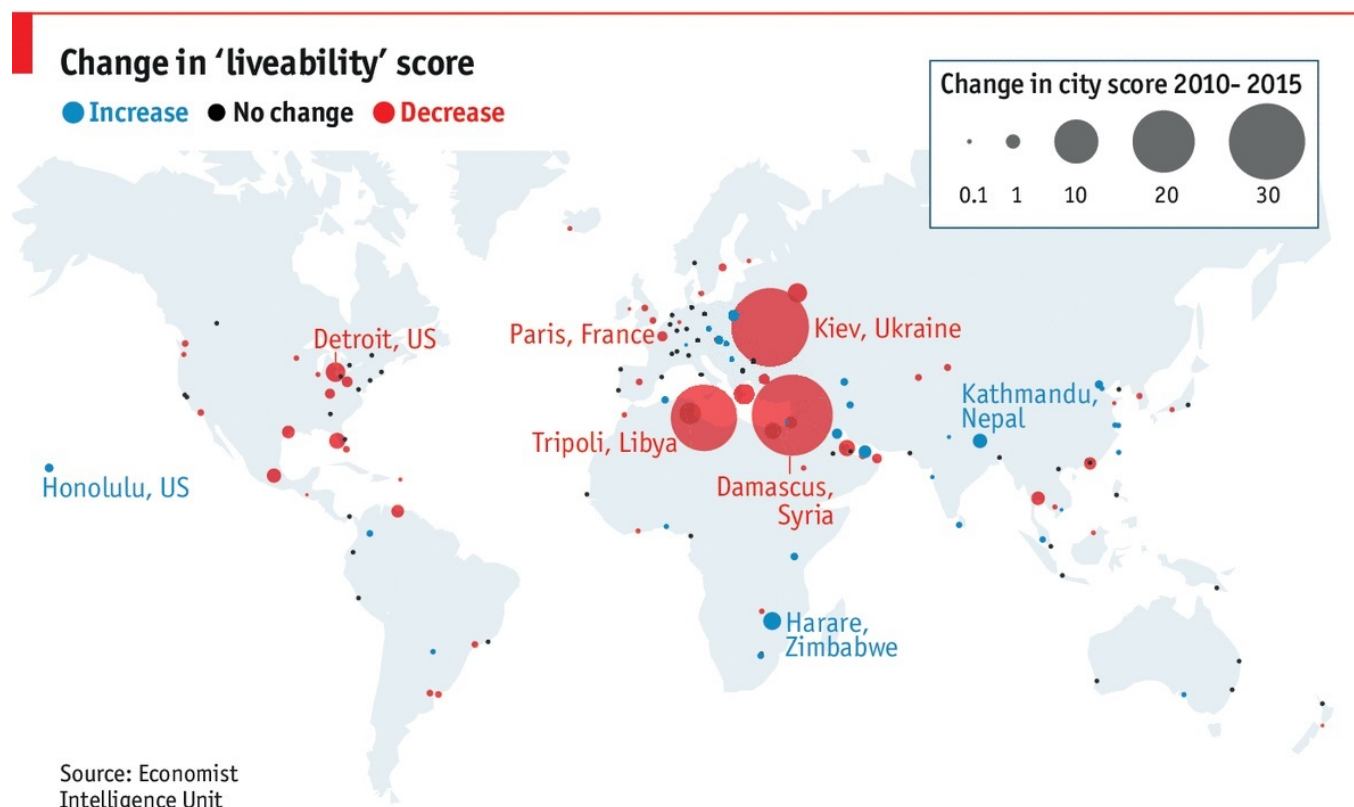 Change in ‘liveability’ score
Increase No change Decrease
Change in city score 2010- 2015
0.1 1 10 20 30
Detroit, US
Paris, France
Kiev, Ukraine
Kathmandu,
Nepal
Tripoli, Libya
Honolulu, US
Damascus,
Syria
Harare,
Zimbabwe
Source: Economist
Intelligence Unit